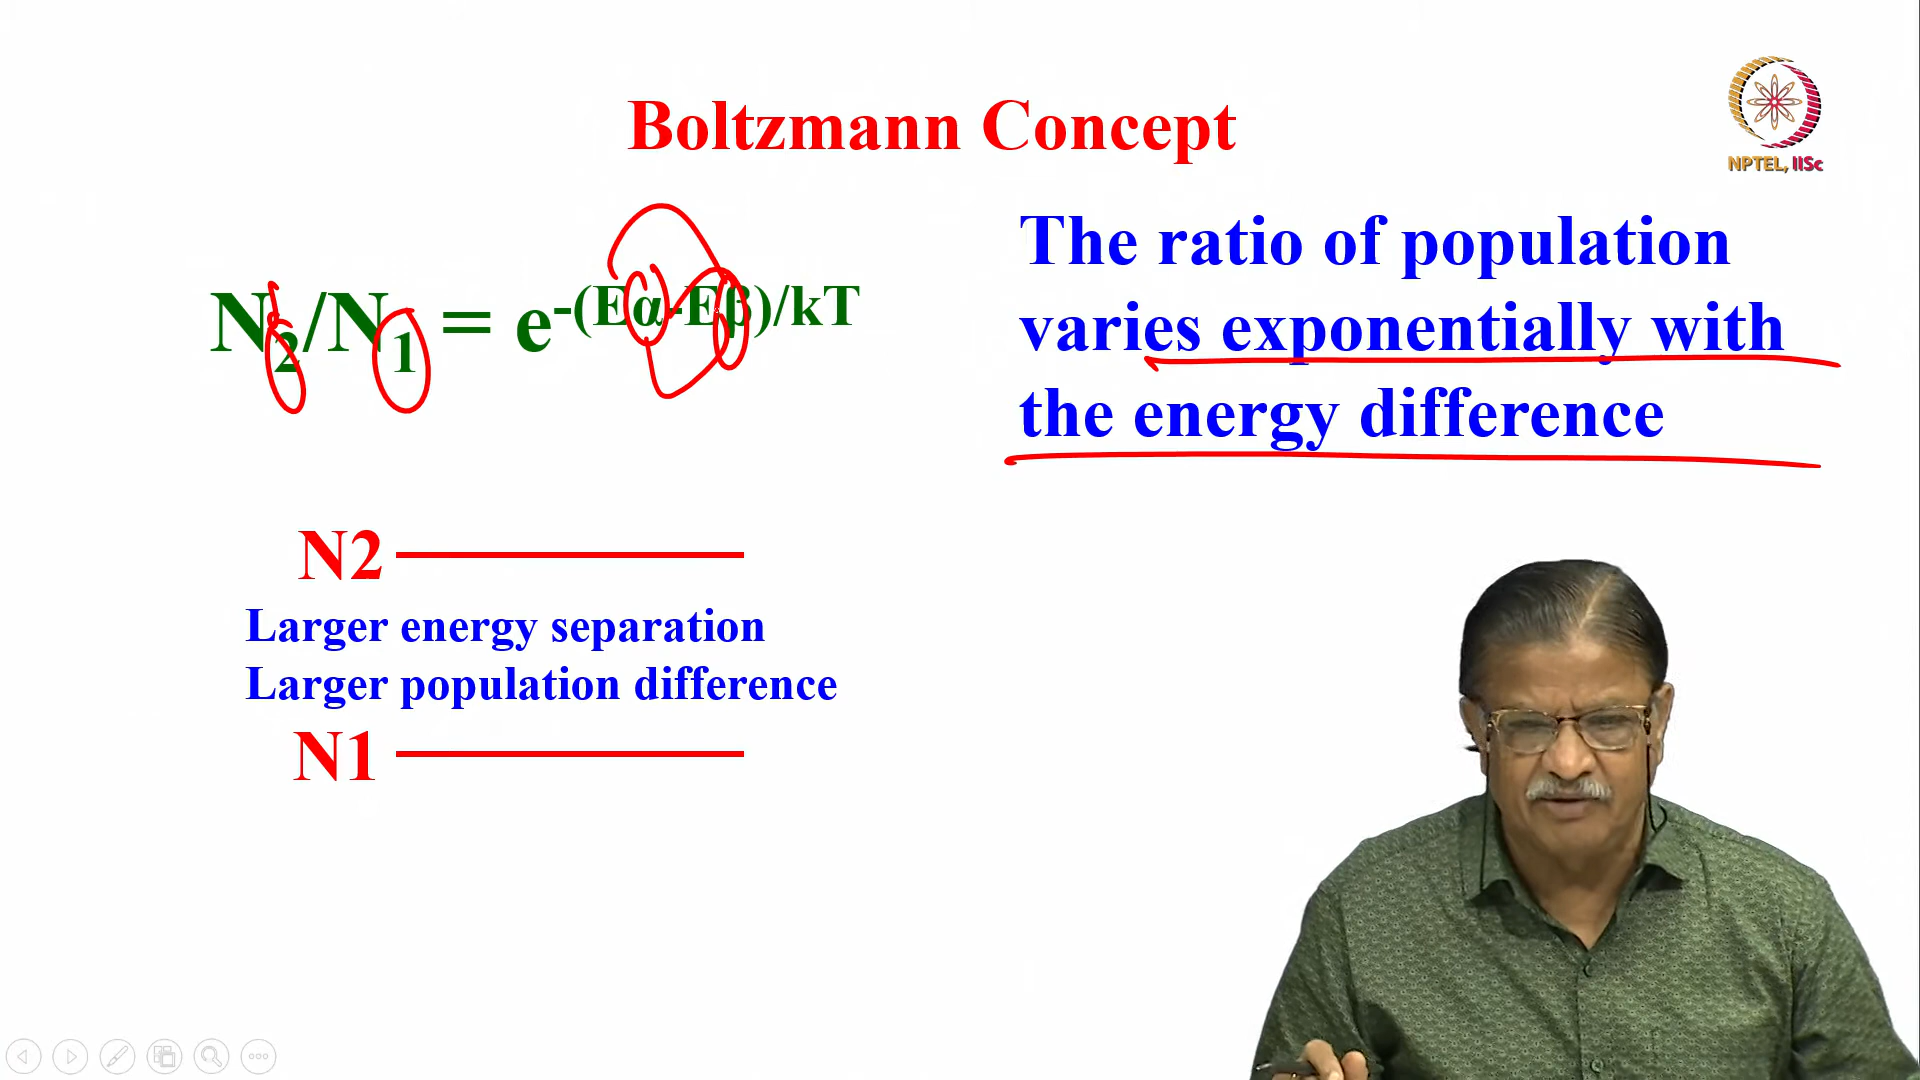 Boltzmann Concept
NPTEL, IISc
N₂/N₁ = e^-(Eα-Eβ)/kT
The ratio of population
varies exponentially with
the energy difference
N2
Larger energy separation
Larger population difference
N1